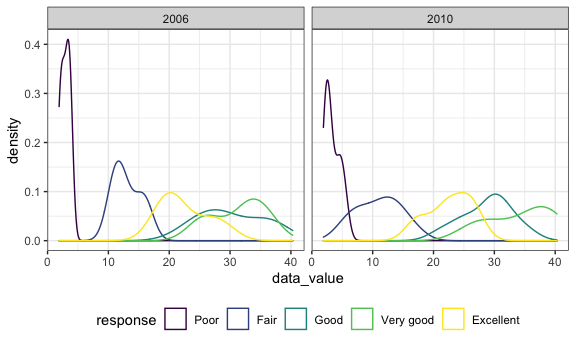 2006 2010
0.4
0.3
0.2
0.1
0.0
density
0 10 20 30 40 0 10 20 30 40
data_value
response Poor Fair Good Very good Excellent